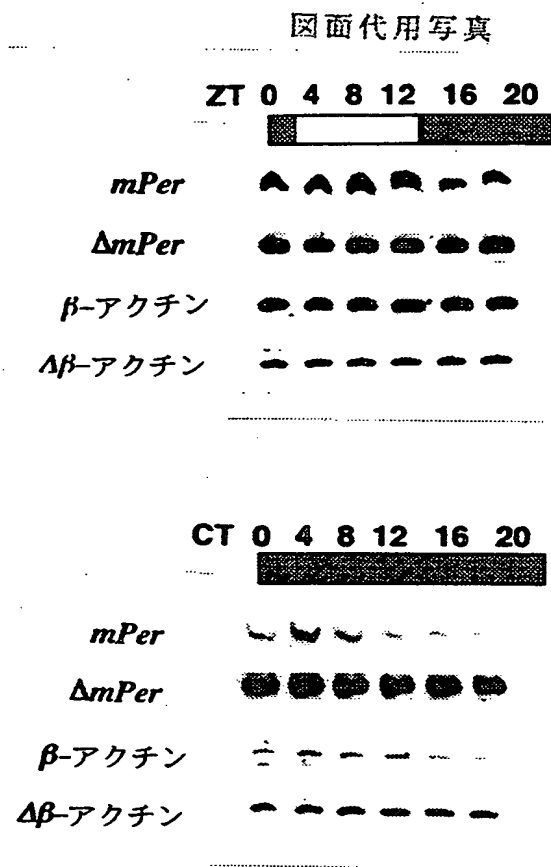 図面代用写真
ZT 0 4 8 12 16 20
mPer
ΔmPer
β-アクチン
Δβ-アクチン
CT 0 4 8 12 16 20
mPer
ΔmPer
β-アクチン
Δβ-アクチン